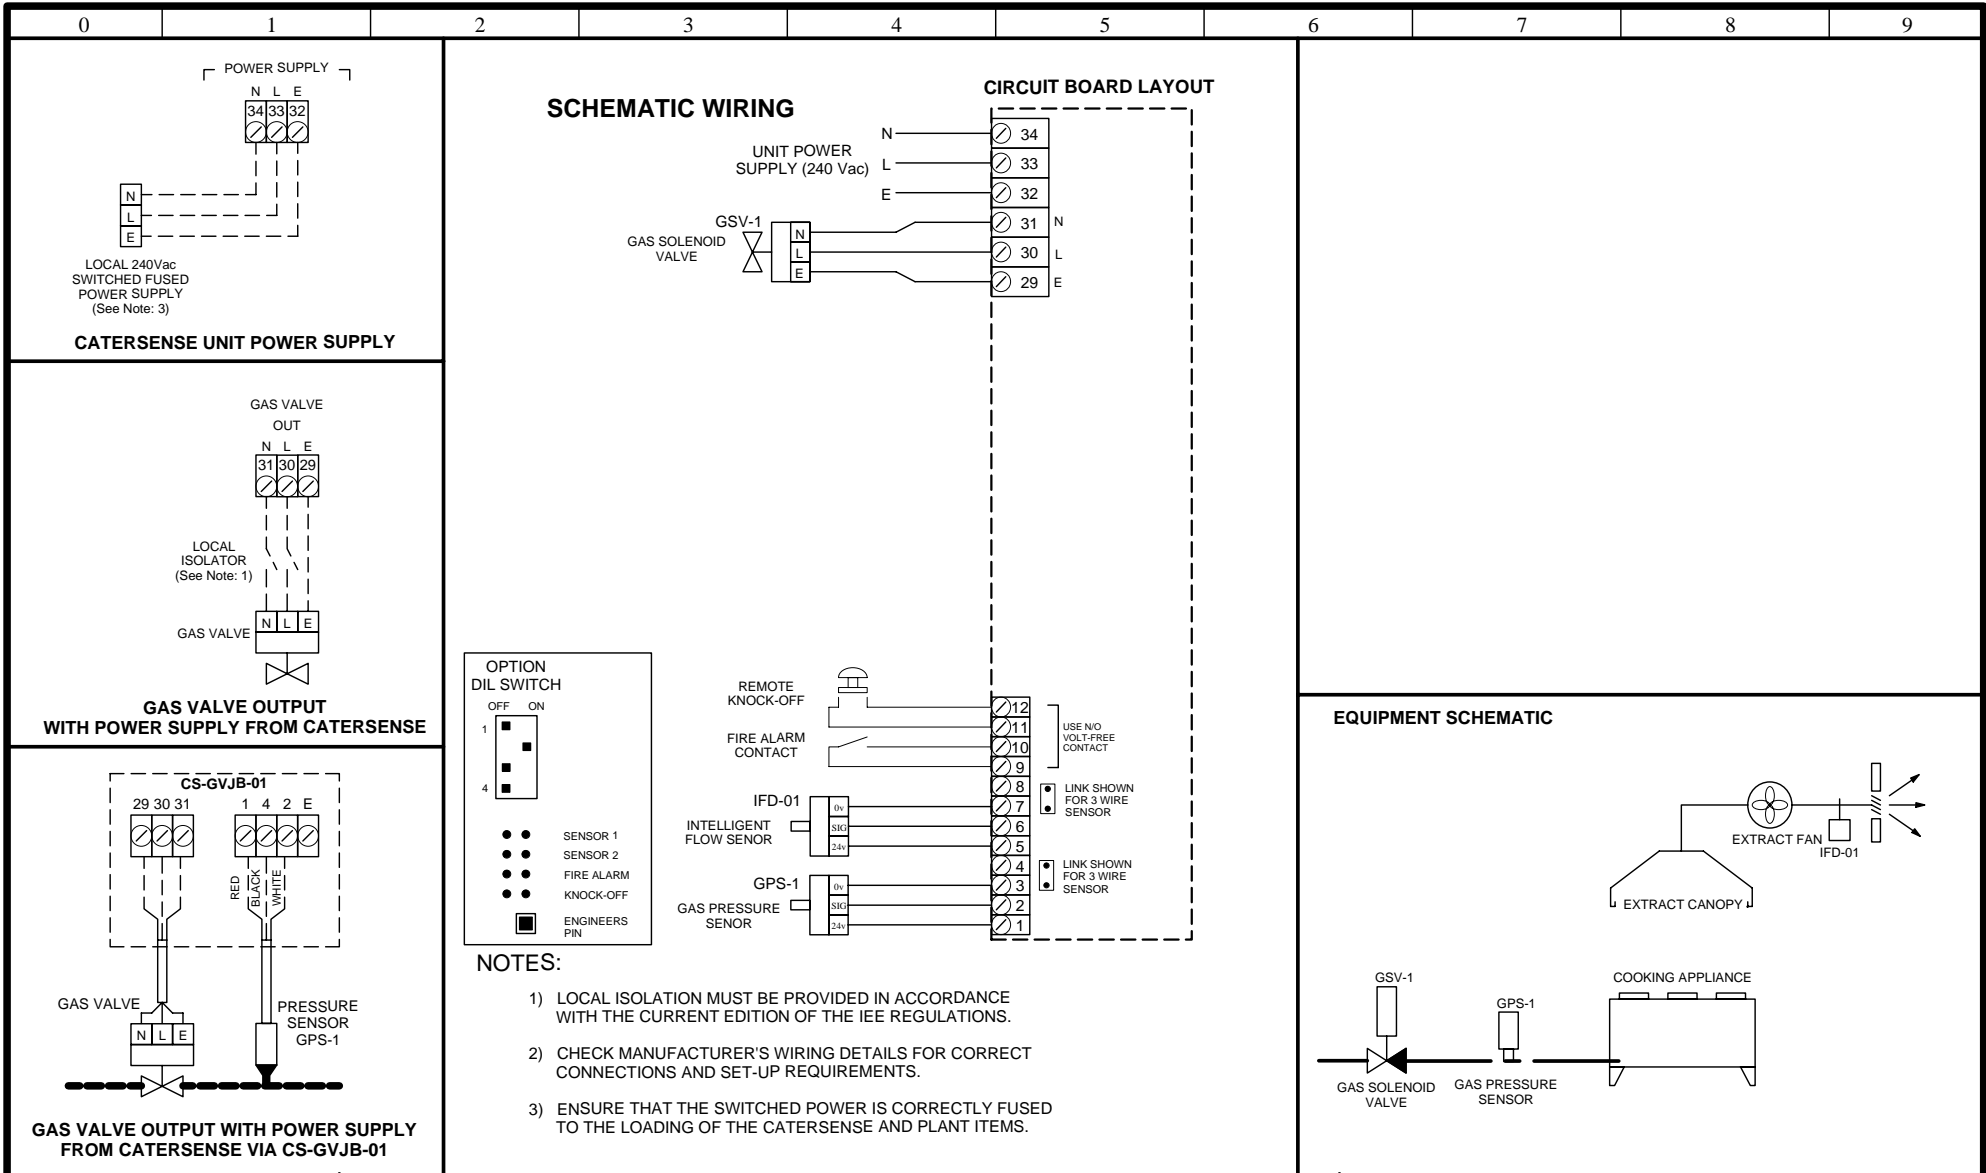 0 1 2 3 4 5 6 7 8 9
POWER SUPPLY
N L E
34 33 32
N
L
E
LOCAL 240Vac
SWITCHED FUSED
POWER SUPPLY
(See Note: 3)
CATERSENSE UNIT POWER SUPPLY
GAS VALVE
OUT
N L E
31 30 29
LOCAL
ISOLATOR
(See Note: 1)
N L E
GAS VALVE
GAS VALVE OUTPUT
WITH POWER SUPPLY FROM CATERSENSE
CS-GVJB-01
29 30 31 1 4 2 E
RED
BLACK
WHITE
GAS VALVE
N L E
PRESSURE
SENSOR
GPS-1
GAS VALVE OUTPUT WITH POWER SUPPLY
FROM CATERSENSE VIA CS-GVJB-01
SCHEMATIC WIRING
CIRCUIT BOARD LAYOUT
UNIT POWER
SUPPLY (240 Vac)
N
L
E
34
33
32
31 N
30 L
29 E
GSV-1
GAS SOLENOID
VALVE
N
L
E
OPTION
DIL SWITCH
OFF ON
1
4
SENSOR 1
SENSOR 2
FIRE ALARM
KNOCK-OFF
ENGINEERS
PIN
REMOTE
KNOCK-OFF
FIRE ALARM
CONTACT
IFD-01
INTELLIGENT
FLOW SENOR
0v
SIG
24v
GPS-1
GAS PRESSURE
SENOR
0v
SIG
24v
12
11
10
9
8
7
6
5
4
3
2
1
USE N/O
VOLT-FREE
CONTACT
LINK SHOWN
FOR 3 WIRE
SENSOR
LINK SHOWN
FOR 3 WIRE
SENSOR
NOTES:
1) LOCAL ISOLATION MUST BE PROVIDED IN ACCORDANCE
WITH THE CURRENT EDITION OF THE IEE REGULATIONS.
2) CHECK MANUFACTURER'S WIRING DETAILS FOR CORRECT
CONNECTIONS AND SET-UP REQUIREMENTS.
3) ENSURE THAT THE SWITCHED POWER IS CORRECTLY FUSED
TO THE LOADING OF THE CATERSENSE AND PLANT ITEMS.
EQUIPMENT SCHEMATIC
EXTRACT FAN
IFD-01
EXTRACT CANOPY
GSV-1
GPS-1
COOKING APPLIANCE
GAS SOLENOID
VALVE
GAS PRESSURE
SENSOR